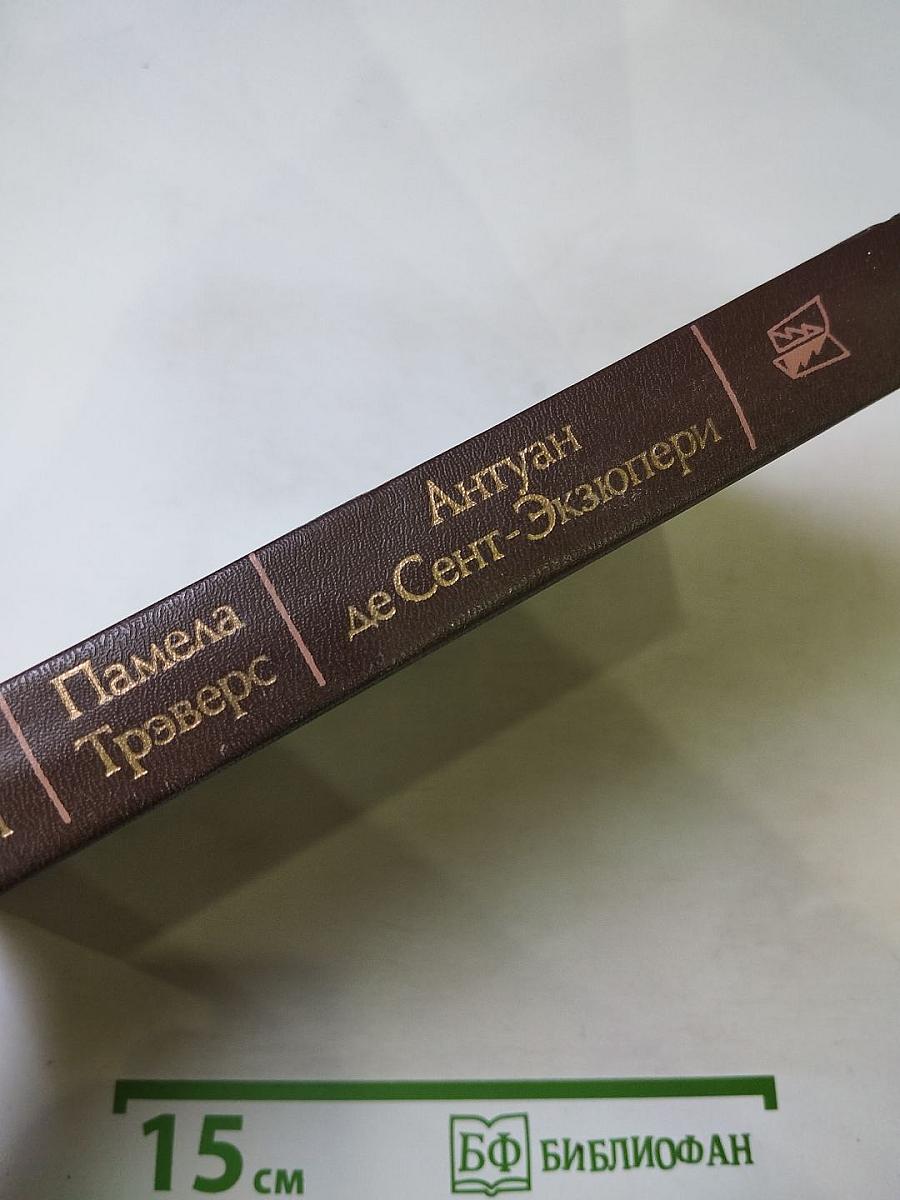 Памела
Трэверс
Антуан
де Сент-Экзюпери
15 см
БФ БИБЛИОФАН